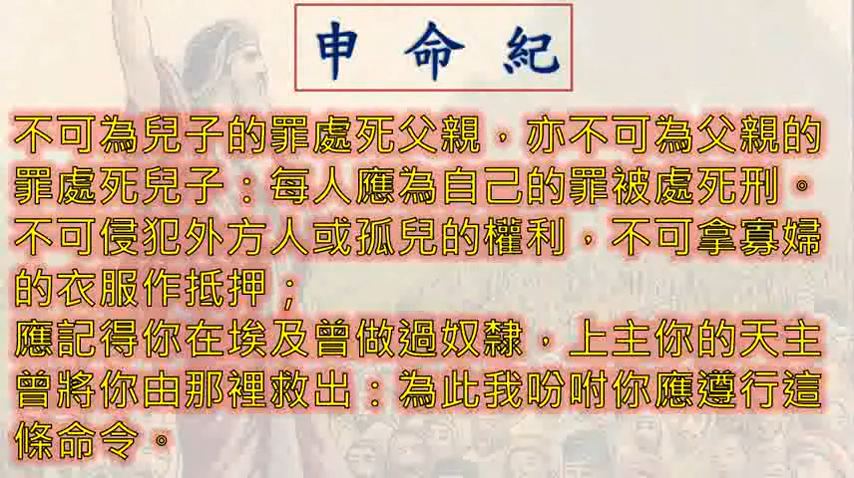 申命紀
不可為兒子的罪處死父親，亦不可為父親的
罪處死兒子：每人應為自己的罪被處死刑。
不可侵犯外方人或孤兒的權利，不可拿寡婦
的衣服作抵押；
應記得你在埃及曾做過奴隸，上主你的天主
曾將你由那裡救出：為此我吩咐你應遵行這
條命令。